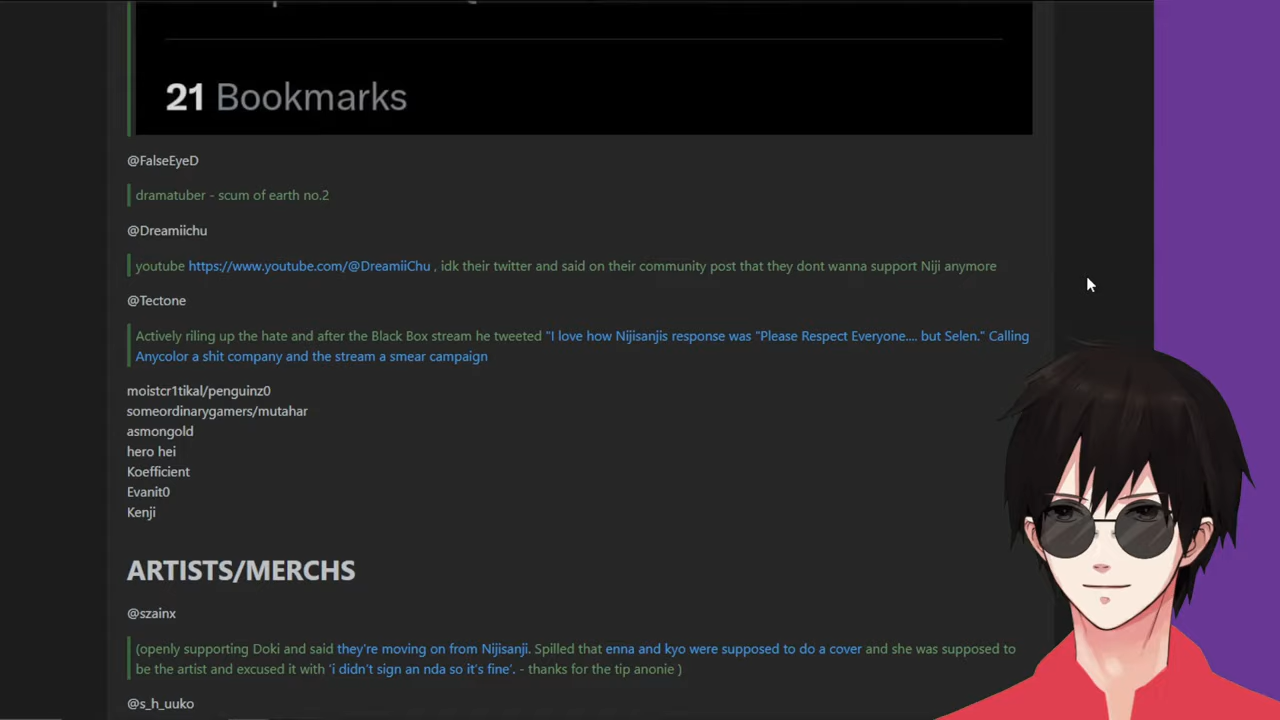 21 Bookmarks
@FalseEyeD
dramatuber - scum of earth no.2
@Dreamiichu
youtube https://www.youtube.com/@DreamiiChu , idk their twitter and said on their community post that they dont wanna support Niji anymore
@Tectone
Actively riling up the hate and after the Black Box stream he tweeted "I love how Nijisanjis response was "Please Respect Everyone.... but Selen." Calling
Anycolor a shit company and the stream a smear campaign
moistcr1tikal/penguinz0
someordinarygamers/mutahar
asmongold
hero hei
Koefficient
Evanit0
Kenji
ARTISTS/MERCHS
@szainx
(openly supporting Doki and said they're moving on from Nijisanji. Spilled that enna and kyo were supposed to do a cover and she was supposed to
be the artist and excused it with 'i didn't sign an nda so it's fine'. - thanks for the tip anonie )
@s_h_uuko